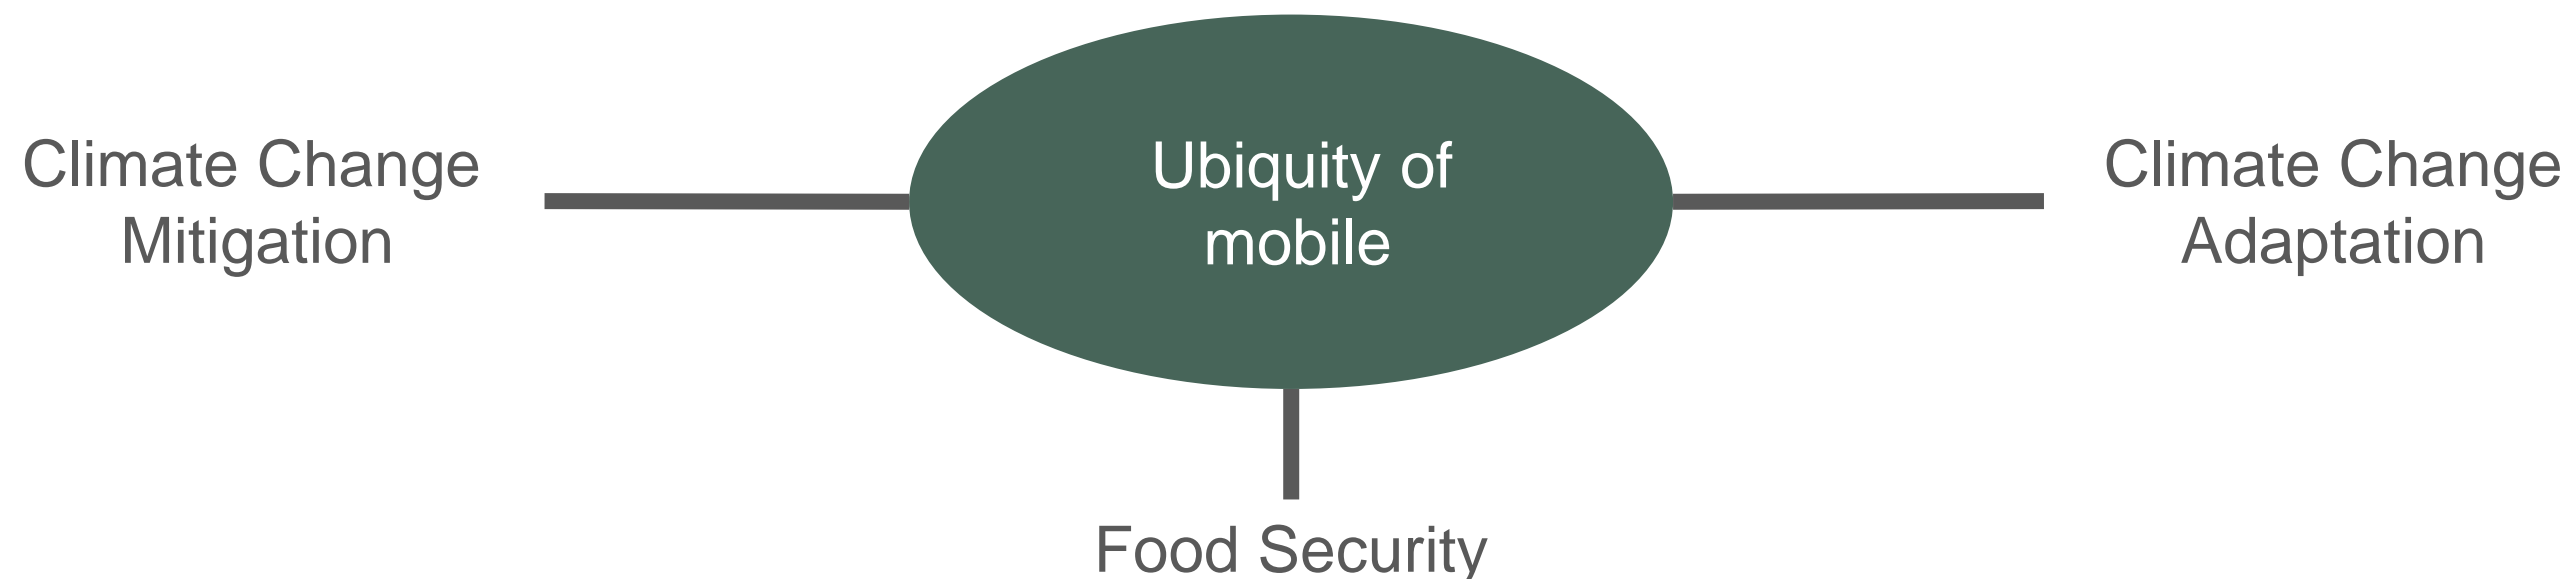 Climate Change
Mitigation
Ubiquity of
mobile
Climate Change
Adaptation
Food Security